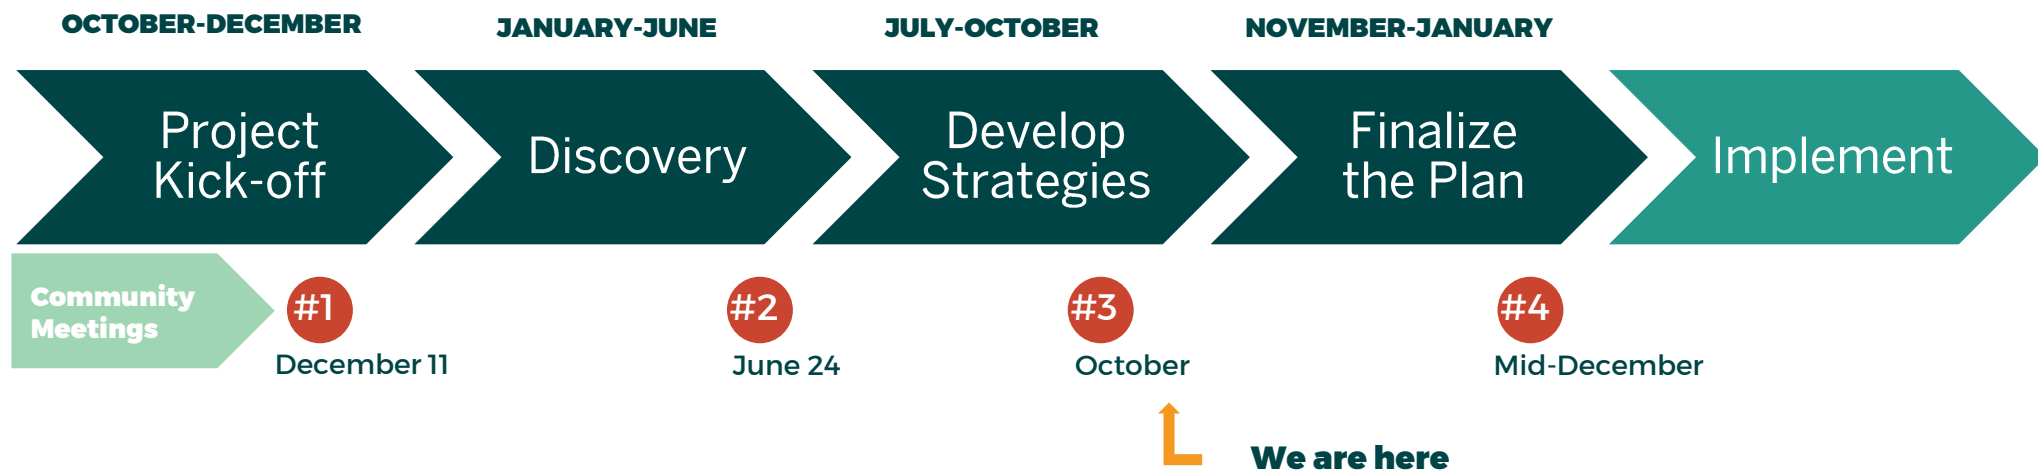 OCTOBER-DECEMBER
JANUARY-JUNE
JULY-OCTOBER
NOVEMBER-JANUARY
Project
Kick-off
Discovery
Develop
Strategies
Finalize
the Plan
Implement
Community
Meetings
#1
December 11
#2
June 24
#3
October
#4
Mid-December
We are here